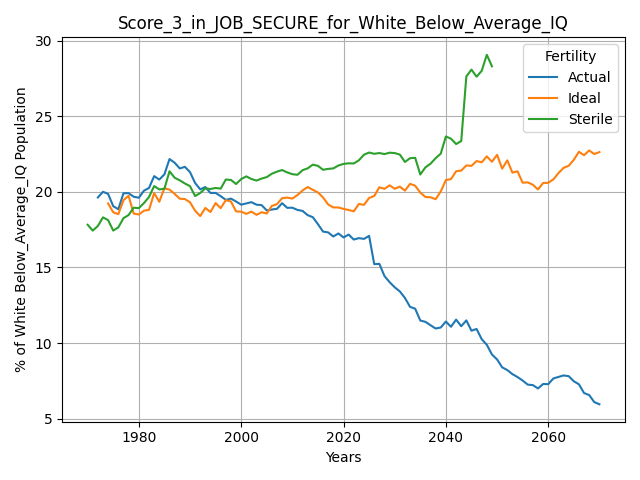 Score_3_in_JOB_SECURE_for_White_Below_Average_IQ
% of White Below_Average_IQ Population
30
25
20
15
10
5
Fertility
Actual
Ideal
Sterile
1980
2000
2020
2040
2060
Years